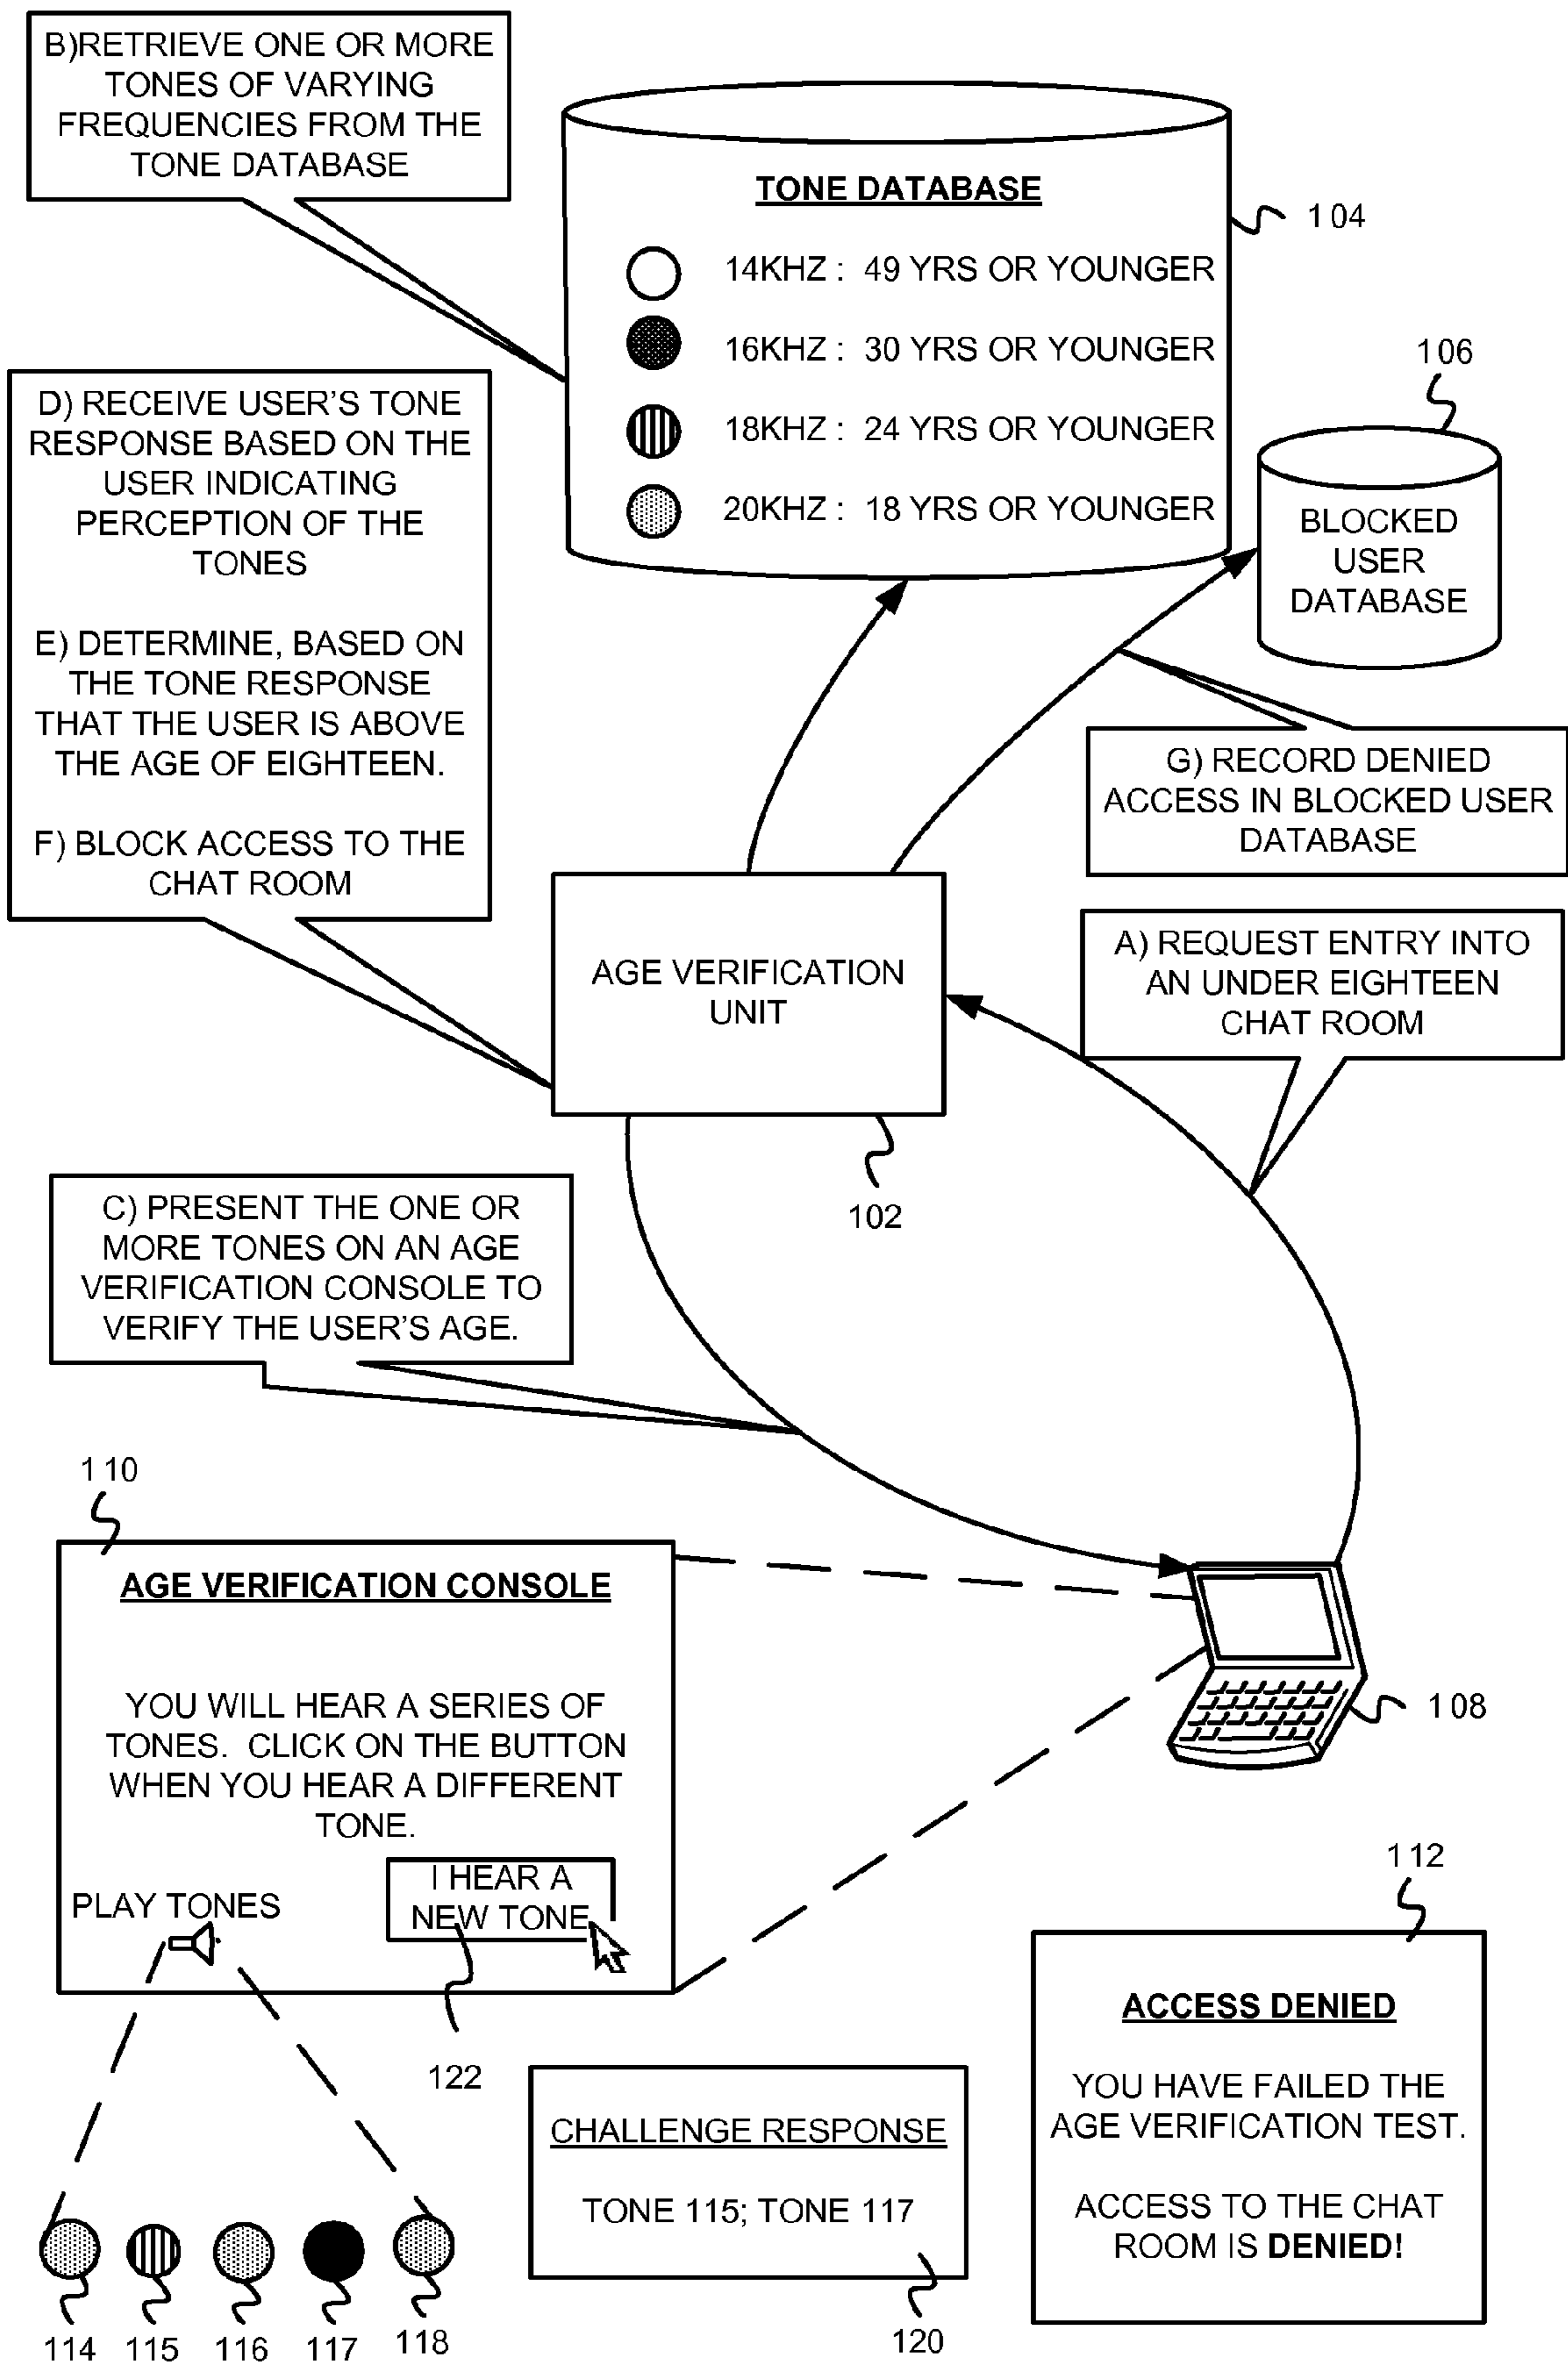 B)RETRIEVE ONE OR MORE
TONES OF VARYING
FREQUENCIES FROM THE
TONE DATABASE
TONE DATABASE
14KHZ : 49 YRS OR YOUNGER
16KHZ : 30 YRS OR YOUNGER
18KHZ : 24 YRS OR YOUNGER
20KHZ : 18 YRS OR YOUNGER
104
106
BLOCKED
USER
DATABASE
D) RECEIVE USER'S TONE
RESPONSE BASED ON THE
USER INDICATING
PERCEPTION OF THE
TONES
E) DETERMINE, BASED ON
THE TONE RESPONSE
THAT THE USER IS ABOVE
THE AGE OF EIGHTEEN.
F) BLOCK ACCESS TO THE
CHAT ROOM
G) RECORD DENIED
ACCESS IN BLOCKED USER
DATABASE
AGE VERIFICATION
UNIT
102
A) REQUEST ENTRY INTO
AN UNDER EIGHTEEN
CHAT ROOM
C) PRESENT THE ONE OR
MORE TONES ON AN AGE
VERIFICATION CONSOLE TO
VERIFY THE USER'S AGE.
110
AGE VERIFICATION CONSOLE
YOU WILL HEAR A SERIES OF
TONES. CLICK ON THE BUTTON
WHEN YOU HEAR A DIFFERENT
TONE.
PLAY TONES
I HEAR A
NEW TONE
122
108
112
ACCESS DENIED
YOU HAVE FAILED THE
AGE VERIFICATION TEST.
ACCESS TO THE CHAT
ROOM IS DENIED!
CHALLENGE RESPONSE
TONE 115; TONE 117
120
114
115
116
117
118